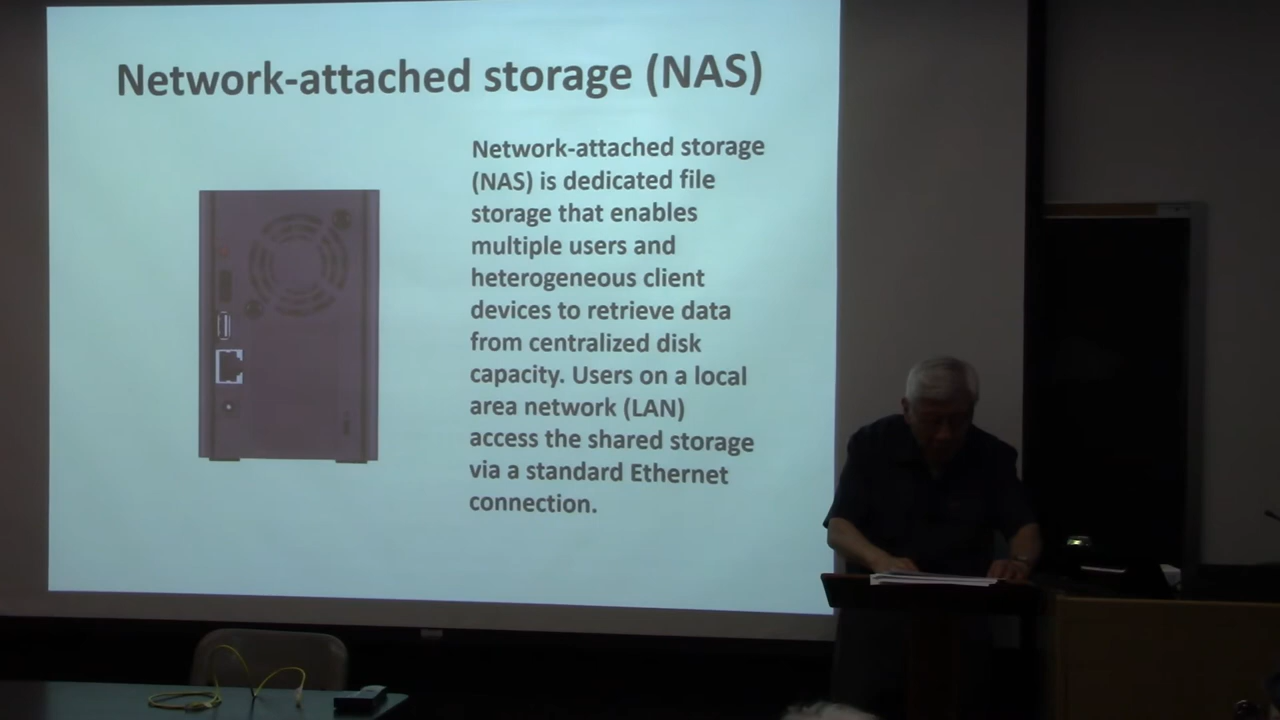 Network-attached storage (NAS)
Network-attached storage
(NAS) is dedicated file
storage that enables
multiple users and
heterogeneous client
devices to retrieve data
from centralized disk
capacity. Users on a local
area network (LAN)
access the shared storage
via a standard Ethernet
connection.